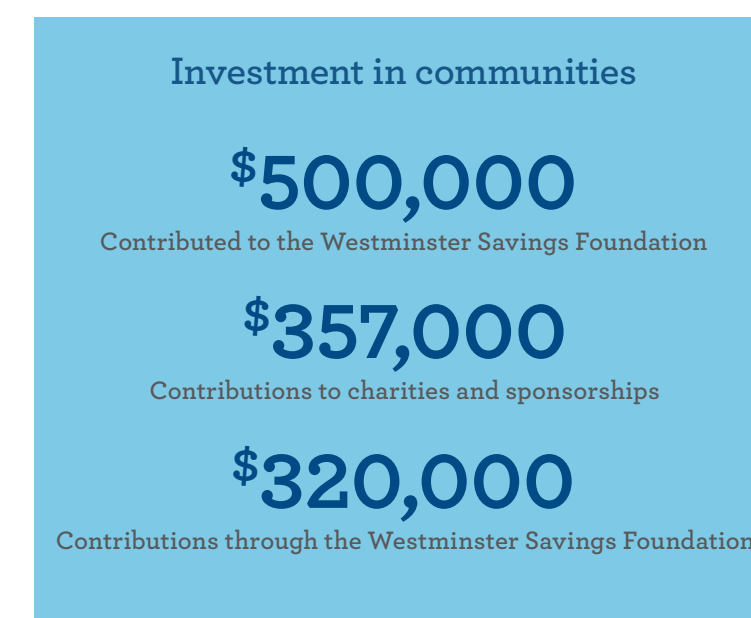 Investment in communities
$500,000
Contributed to the Westminster Savings Foundation
$357,000
Contributions to charities and sponsorships
$320,000
Contributions through the Westminster Savings Foundation